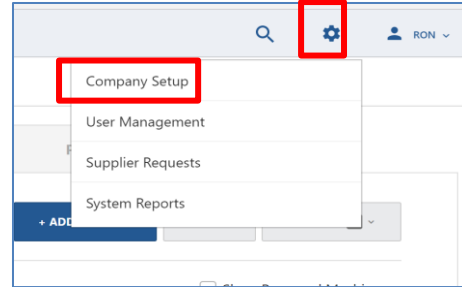 RON
Company Setup
User Management
Supplier Requests
System Reports
+ ADD